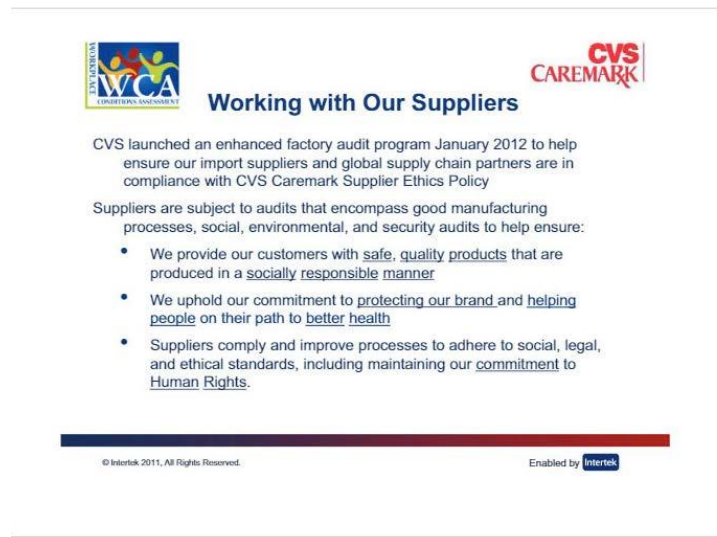 WORKPLACE
WCA
CONDITIONS ASSESSMENT
CVS
CAREMARK
Working with Our Suppliers
CVS launched an enhanced factory audit program January 2012 to help
ensure our import suppliers and global supply chain partners are in
compliance with CVS Caremark Supplier Ethics Policy
Suppliers are subject to audits that encompass good manufacturing
processes, social, environmental, and security audits to help ensure:
• We provide our customers with safe, quality products that are
produced in a socially responsible manner
• We uphold our commitment to protecting our brand and helping
people on their path to better health
• Suppliers comply and improve processes to adhere to social, legal,
and ethical standards, including maintaining our commitment to
Human Rights.
© Intertek 2011, All Rights Reserved.
Enabled by Intertek